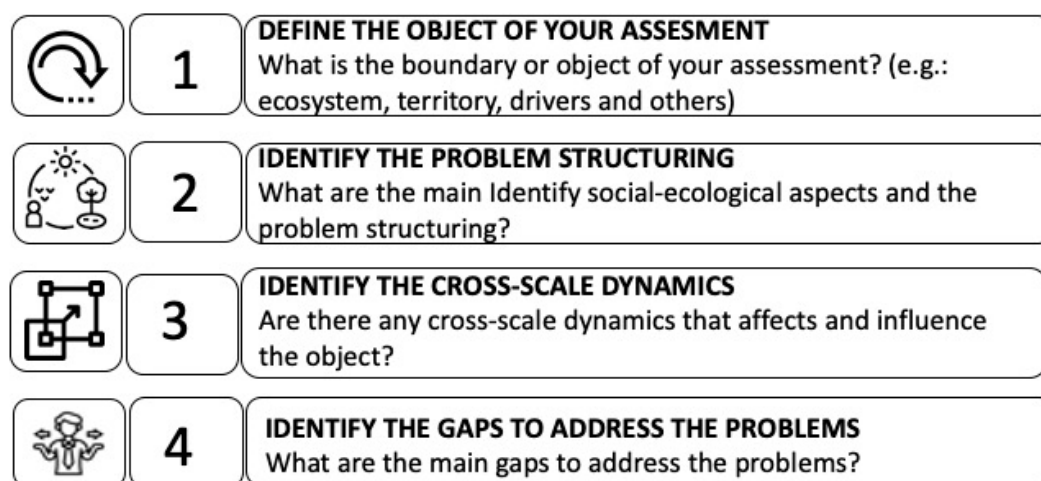 1
DEFINE THE OBJECT OF YOUR ASSESMENT
What is the boundary or object of your assessment? (e.g.:
ecosystem, territory, drivers and others)
2
IDENTIFY THE PROBLEM STRUCTURING
What are the main Identify social-ecological aspects and the
problem structuring?
3
IDENTIFY THE CROSS-SCALE DYNAMICS
Are there any cross-scale dynamics that affects and influence
the object?
4
IDENTIFY THE GAPS TO ADDRESS THE PROBLEMS
What are the main gaps to address the problems?